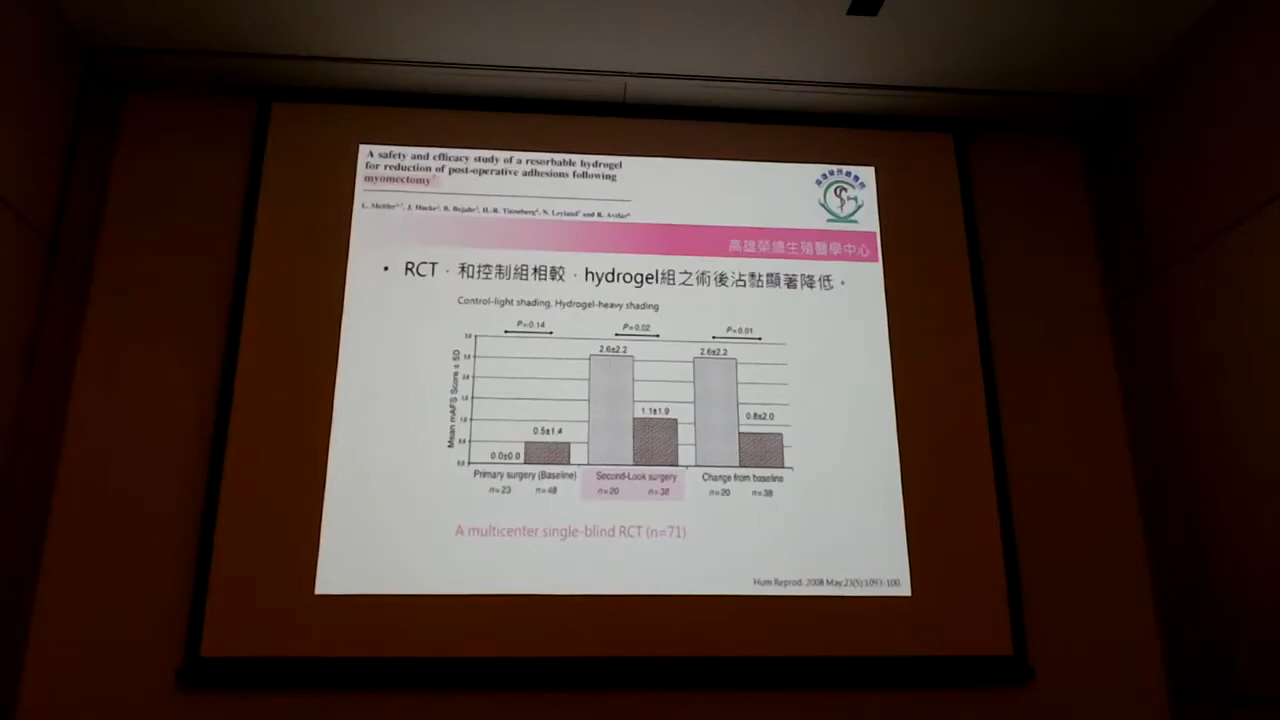 A safety and efficacy study of a resorbable hydrogel
for reduction of post-operative adhesions following
myomectomy
高雄榮總生殖醫學中心
• RCT，和控制組相較，hydrogel組之術後沾黏顯著降低。
Control-light shading, Hydrogel-heavy shading
P=0.14 P=0.02 P=0.01
Mean mAFS Score ± SD
2.6±2.2 2.6±2.2
1.1±1.9 0.8±2.0
0.5±1.4
0.0±0.0
Primary surgery (Baseline) Second-Look surgery Change from baseline
n=23 n=48 n=20 n=38 n=20 n=38
A multicenter single-blind RCT (n=71)
Hum Reprod. 2008 May;23(5):1093-100.